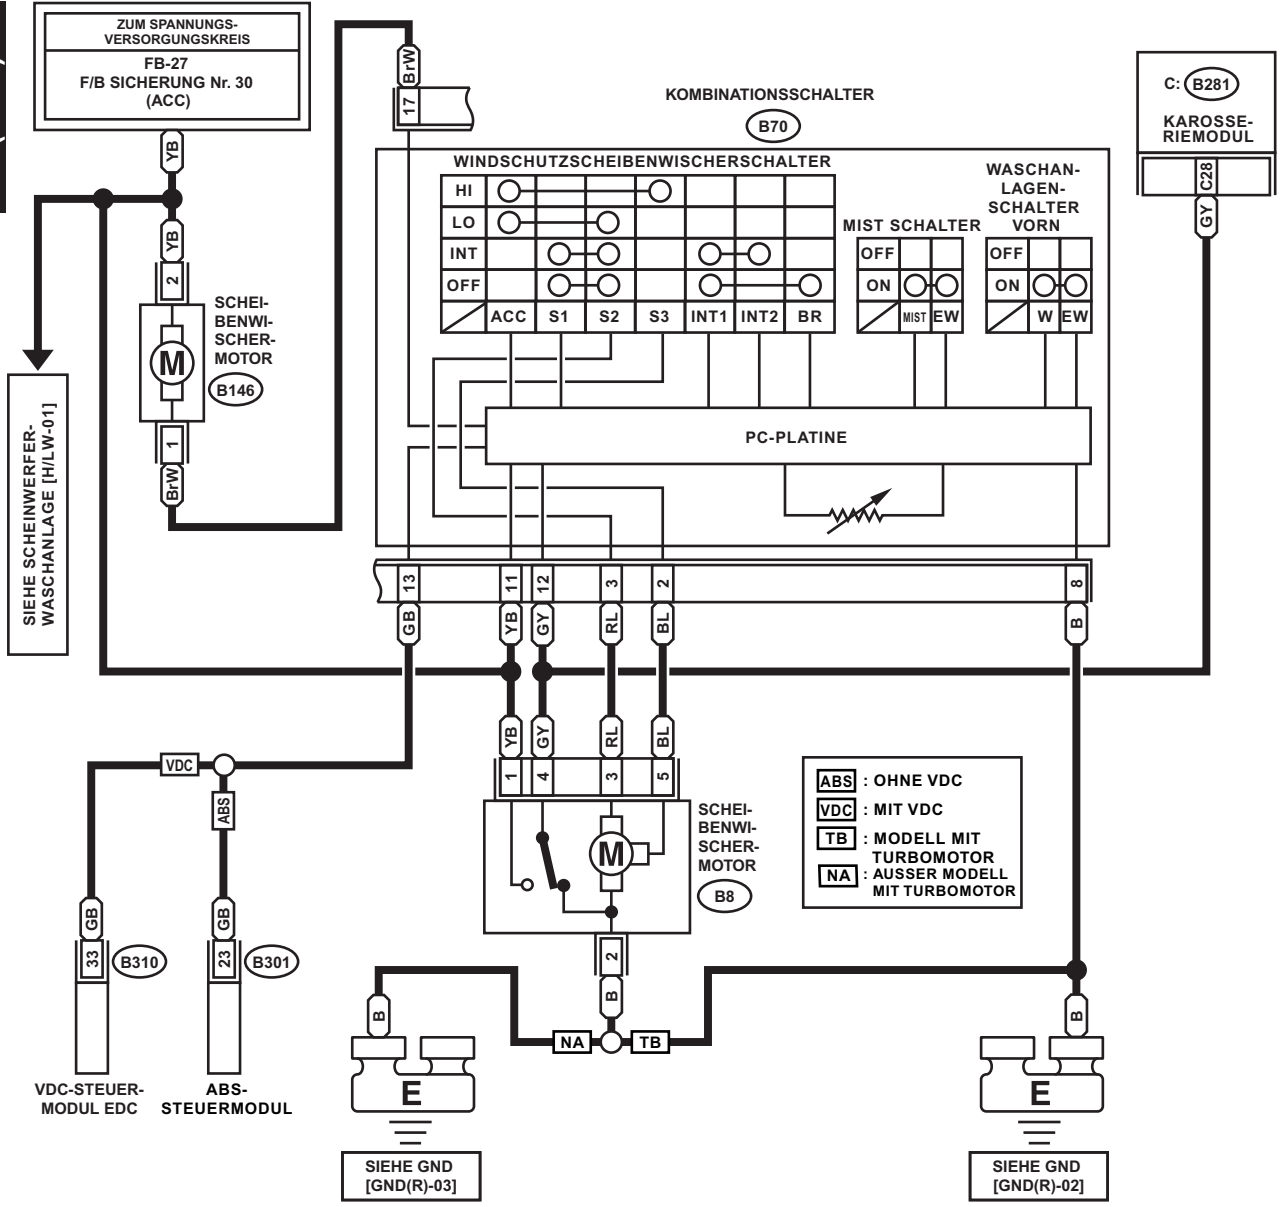 ZUM SPANNUNGS-
VERSORGUNGSKREIS
FB-27
F/B SICHERUNG Nr. 30
(ACC)
YB
YB
2
M
SCHEI-
BENWI-
SCHER-
MOTOR
B146
1
BrW
SIEHE SCHEINWERFER-
WASCHANLAGE [H/LW-01]
BrW
17
KOMBINATIONSSCHALTER
B70
C: B281
KAROSSE-
RIEMODUL
C28
GY
WINDSCHUTZSCHEIBENWISCHERSCHALTER
HI
LO
INT
OFF
ACC S1 S2 S3 INT1 INT2 BR
MIST SCHALTER
OFF
ON
MIST EW
WASCHAN-
LAGEN-
SCHALTER
VORN
OFF
ON
W EW
PC-PLATINE
13 11 12 3 2 8
GB YB GY RL BL B
YB GY RL BL
1 4 3 5
M
SCHEI-
BENWI-
SCHER-
MOTOR
B8
2
B
VDC
ABS
GB GB
33 B310 23 B301
VDC-STEUER-
MODUL EDC
ABS-
STEUERMODUL
ABS : OHNE VDC
VDC : MIT VDC
TB : MODELL MIT
TURBOMOTOR
NA : AUSSER MODELL
MIT TURBOMOTOR
B NA TB B
E
SIEHE GND
[GND(R)-03]
E
SIEHE GND
[GND(R)-02]